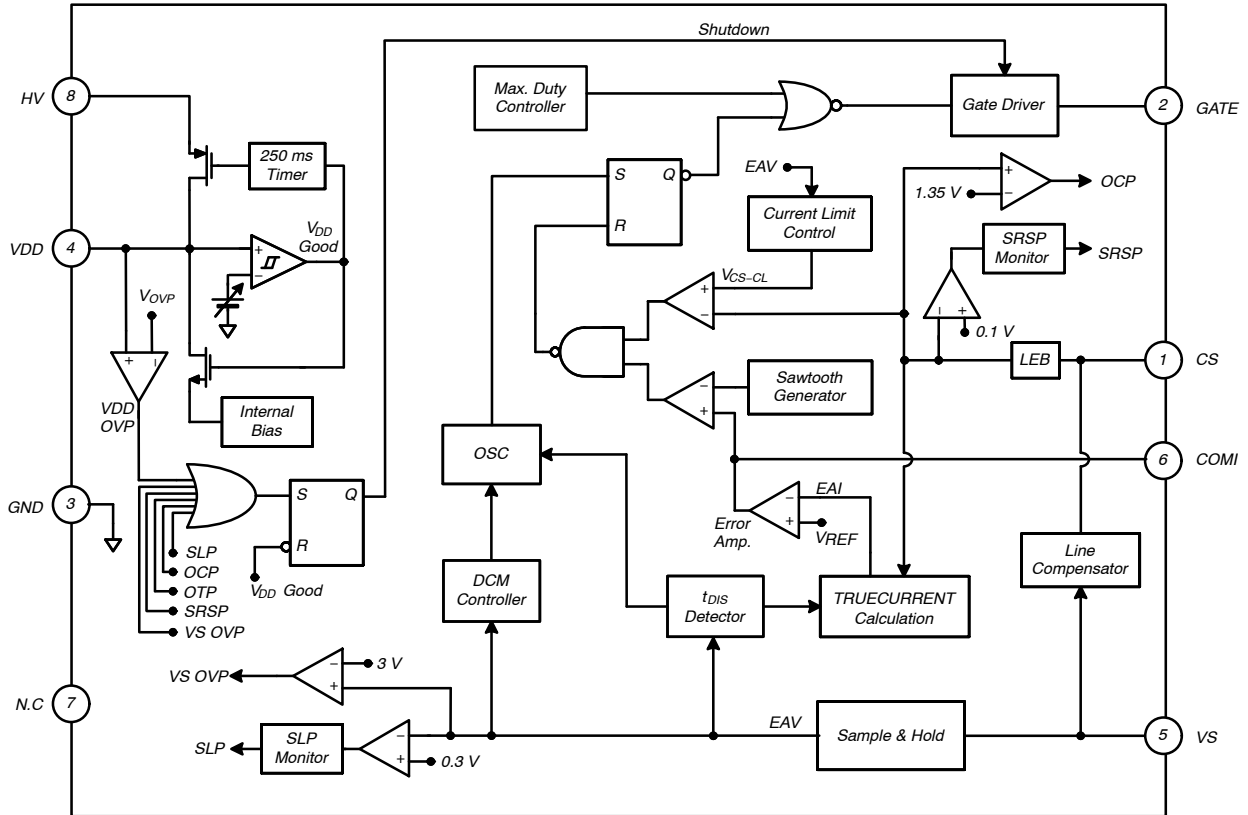 Shutdown
HV
8
Max. Duty
Controller
Gate Driver
2
GATE
250 ms
Timer
S
Q
R
EAV
+
1.35 V
−
OCP
Current Limit
Control
SRSP
Monitor
SRSP
VDD
4
VDD
Good
+
−
VOVP
+
−
VDD
OVP
VCS−CL
+
−
−
+
0.1 V
LEB
1
CS
Internal
Bias
−
+
Sawtooth
Generator
OSC
6
COMI
GND
3
S
Q
R
VDD Good
SLP
OCP
OTP
SRSP
VS OVP
EAI
−
+
VREF
Error
Amp.
Line
Compensator
DCM
Controller
tDIS
Detector
TRUECURRENT
Calculation
N.C
7
VS OVP
−
+
3 V
SLP
SLP
Monitor
−
+
0.3 V
EAV
Sample & Hold
5
VS